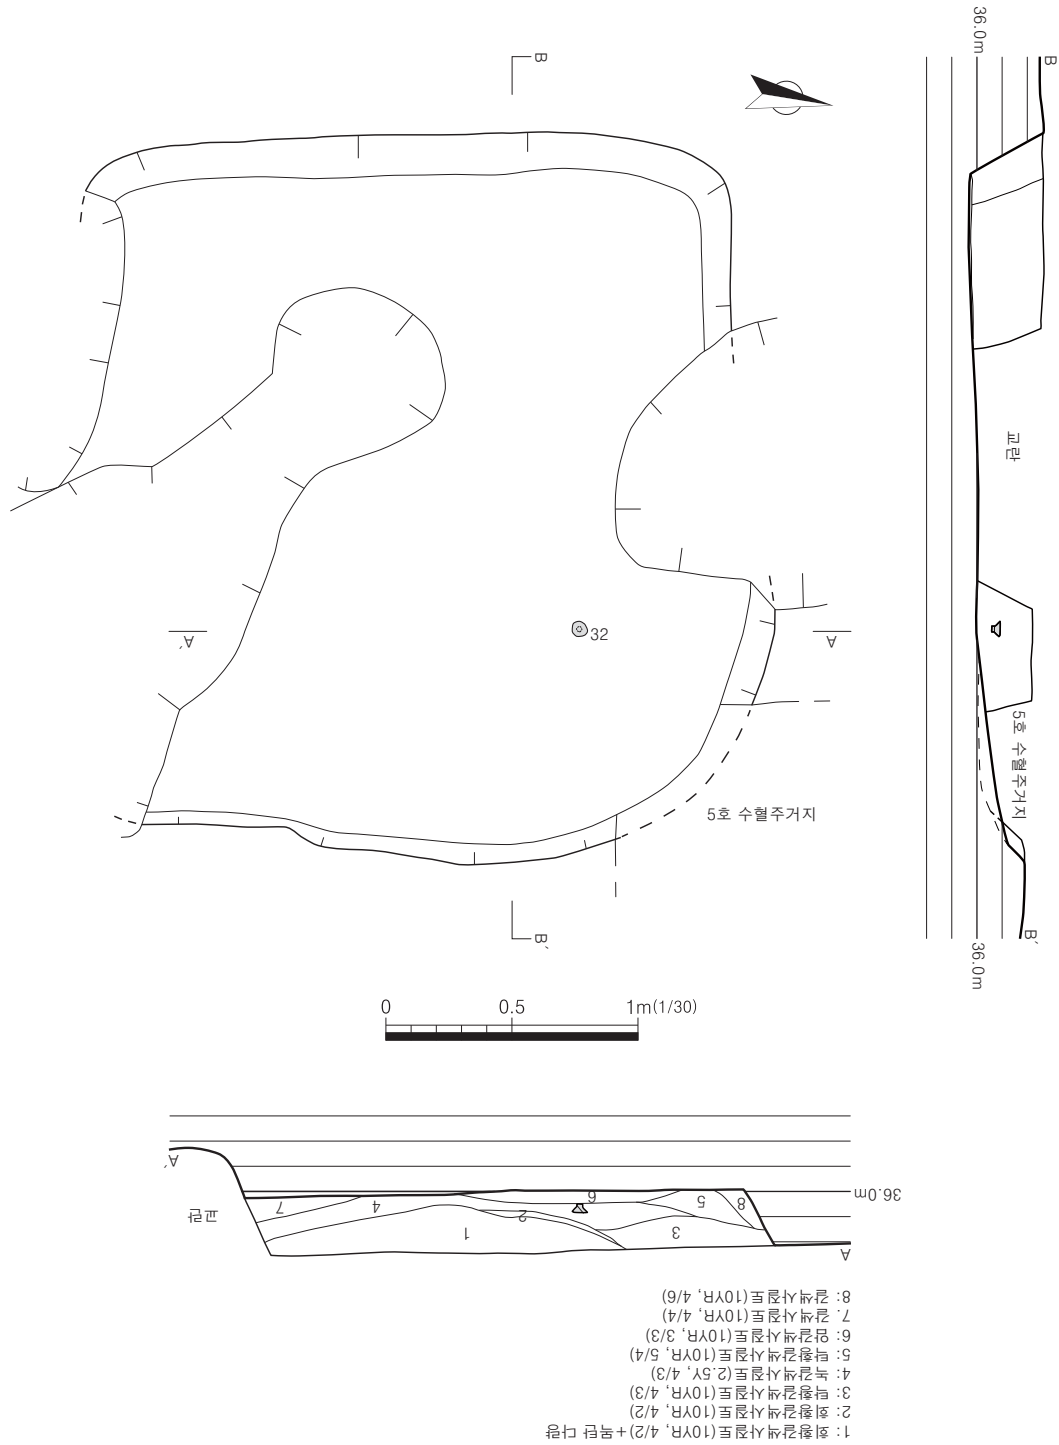 36.0m
B
B
교란
32
A´
A
5호 수혈주거지
5호 수혈주거지
B´
B´
36.0m
0 0.5 1m(1/30)
A´
36.0m
교란
7 4 6 5 8
1 2 3
A
1: 회황갈색사질토(10YR, 4/2)+목탄 다량
2: 회황갈색사질토(10YR, 4/2)
3: 탁황갈색사질토(10YR, 4/3)
4: 녹갈색사질토(2.5Y, 4/3)
5: 탁황갈색사질토(10YR, 5/4)
6: 암갈색사질토(10YR, 3/3)
7. 갈색사질토(10YR, 4/4)
8: 갈색사질토(10YR, 4/6)